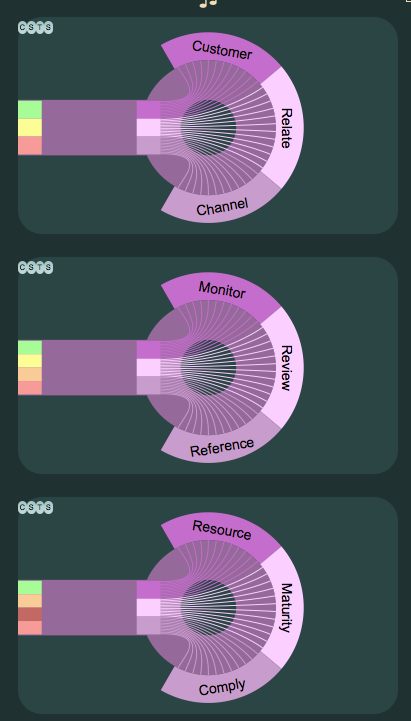 CSTS
Customer
Relate
Channel
CSTS
Monitor
Review
Reference
CSTS
Resource
Maturity
Comply